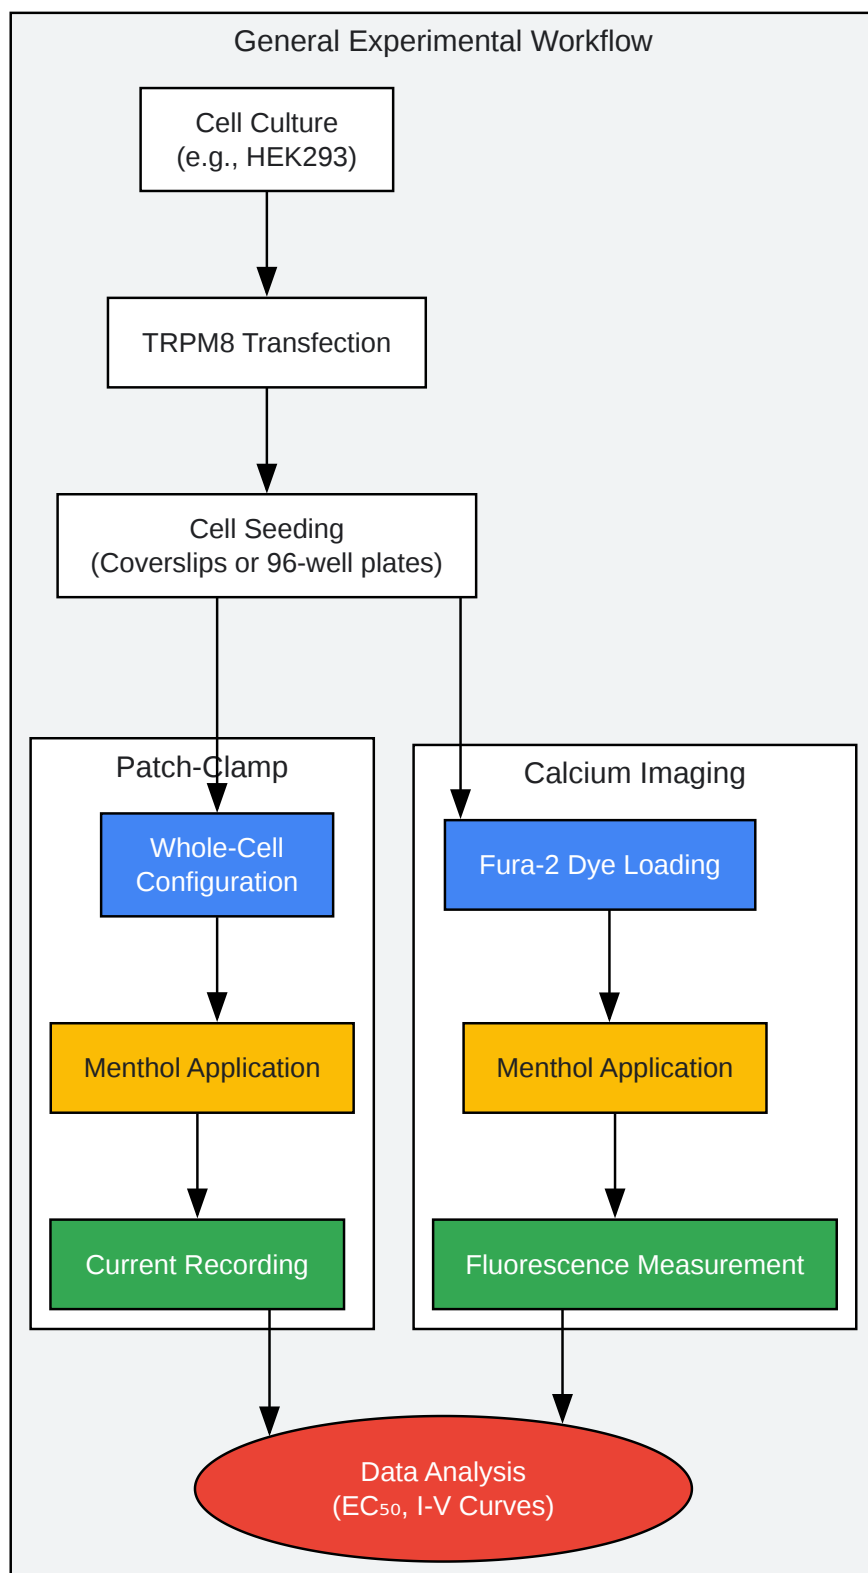 General Experimental Workflow
Cell Culture
(e.g., HEK293)
TRPM8 Transfection
Cell Seeding
(Coverslips or 96-well plates)
Patch-Clamp
Whole-Cell
Configuration
Menthol Application
Current Recording
Calcium Imaging
Fura-2 Dye Loading
Menthol Application
Fluorescence Measurement
Data Analysis
(EC₅₀, I-V Curves)